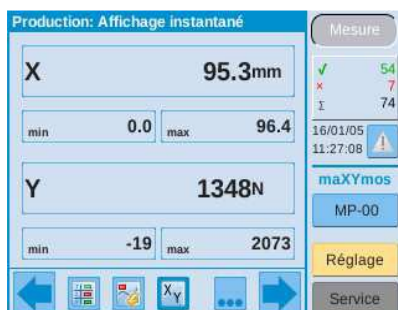 Production: Affichage instantané
Mesure
X 95.3mm
√ 54
× 7
Σ 74
min 0.0 max 96.4
16/01/05
11:27:08
Y 1348N
maXYmos
MP-00
min -19 max 2073
Réglage
XY
Service